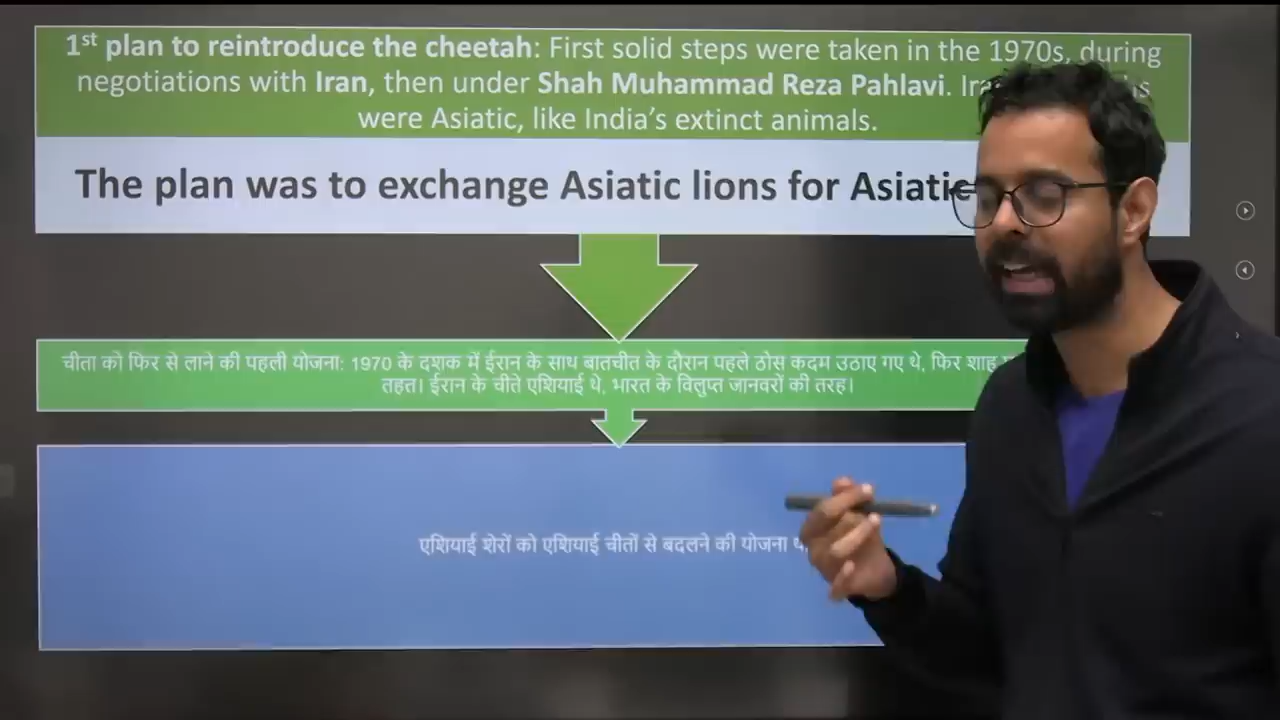 1st plan to reintroduce the cheetah: First solid steps were taken in the 1970s, during
negotiations with Iran, then under Shah Muhammad Reza Pahlavi.
were Asiatic, like India's extinct animals.
The plan was to exchange Asiatic lions for Asiatic
चीता को फिर से लाने की पहली योजना: 1970 के दशक में ईरान के साथ बातचीत के दौरान पहले ठोस कदम उठाए गए थे, फिर शाह
तहत। ईरान के चीते एशियाई थे, भारत के विलुप्त जानवरों की तरह।
एशियाई शेरों को एशियाई चीतों से बदलने की योजना